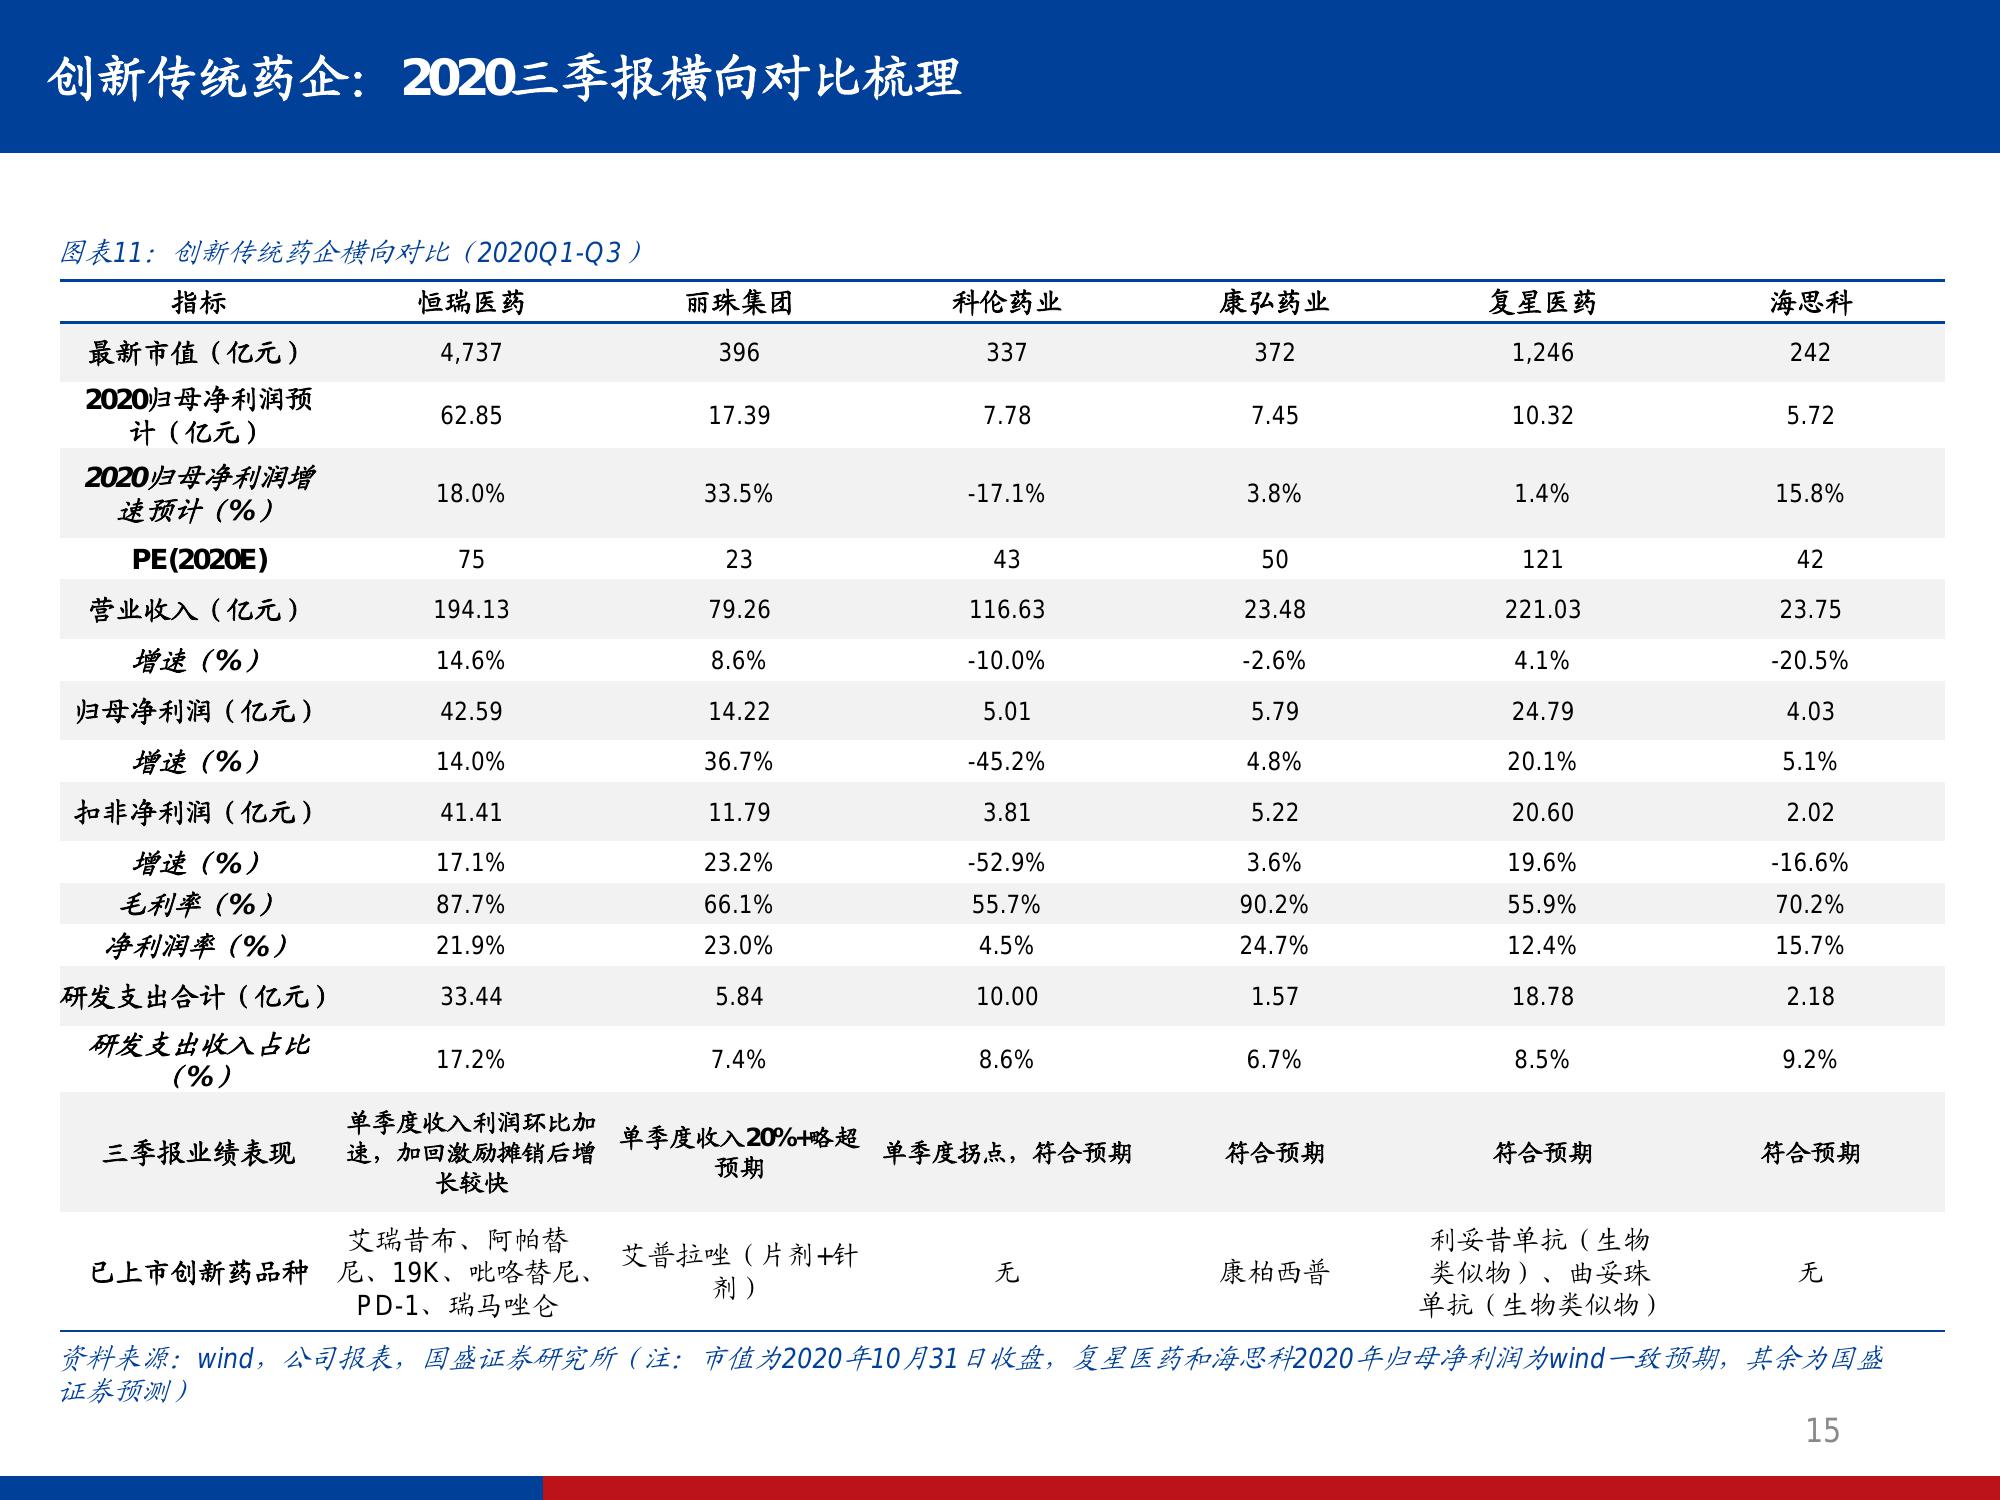 创新传统药企：2020三季报横向对比梳理
图表11：创新传统药企横向对比（2020Q1-Q3）
指标 恒瑞医药 丽珠集团 科伦药业 康弘药业 复星医药 海思科
最新市值（亿元） 4,737 396 337 372 1,246 242
2020归母净利润预
计（亿元） 62.85 17.39 7.78 7.45 10.32 5.72
2020归母净利润增
速预计（%） 18.0% 33.5% -17.1% 3.8% 1.4% 15.8%
PE(2020E) 75 23 43 50 121 42
营业收入（亿元） 194.13 79.26 116.63 23.48 221.03 23.75
增速（%） 14.6% 8.6% -10.0% -2.6% 4.1% -20.5%
归母净利润（亿元） 42.59 14.22 5.01 5.79 24.79 4.03
增速（%） 14.0% 36.7% -45.2% 4.8% 20.1% 5.1%
扣非净利润（亿元） 41.41 11.79 3.81 5.22 20.60 2.02
增速（%） 17.1% 23.2% -52.9% 3.6% 19.6% -16.6%
毛利率（%） 87.7% 66.1% 55.7% 90.2% 55.9% 70.2%
净利润率（%） 21.9% 23.0% 4.5% 24.7% 12.4% 15.7%
研发支出合计（亿元） 33.44 5.84 10.00 1.57 18.78 2.18
研发支出收入占比
（%） 17.2% 7.4% 8.6% 6.7% 8.5% 9.2%
三季报业绩表现
单季度收入利润环比加
速，加回激励摊销后增
长较快
单季度收入20%+略超
预期
单季度拐点，符合预期
符合预期
符合预期
符合预期
已上市创新药品种
艾瑞昔布、阿帕替
尼、19K、吡咯替尼、
PD-1、瑞马唑仑
艾普拉唑（片剂+针
剂）
无
康柏西普
利妥昔单抗（生物
类似物）、曲妥珠
单抗（生物类似物）
无
资料来源：wind，公司报表，国盛证券研究所（注：市值为2020年10月31日收盘，复星医药和海思科2020年归母净利润为wind一致预期，其余为国盛
证券预测）
15